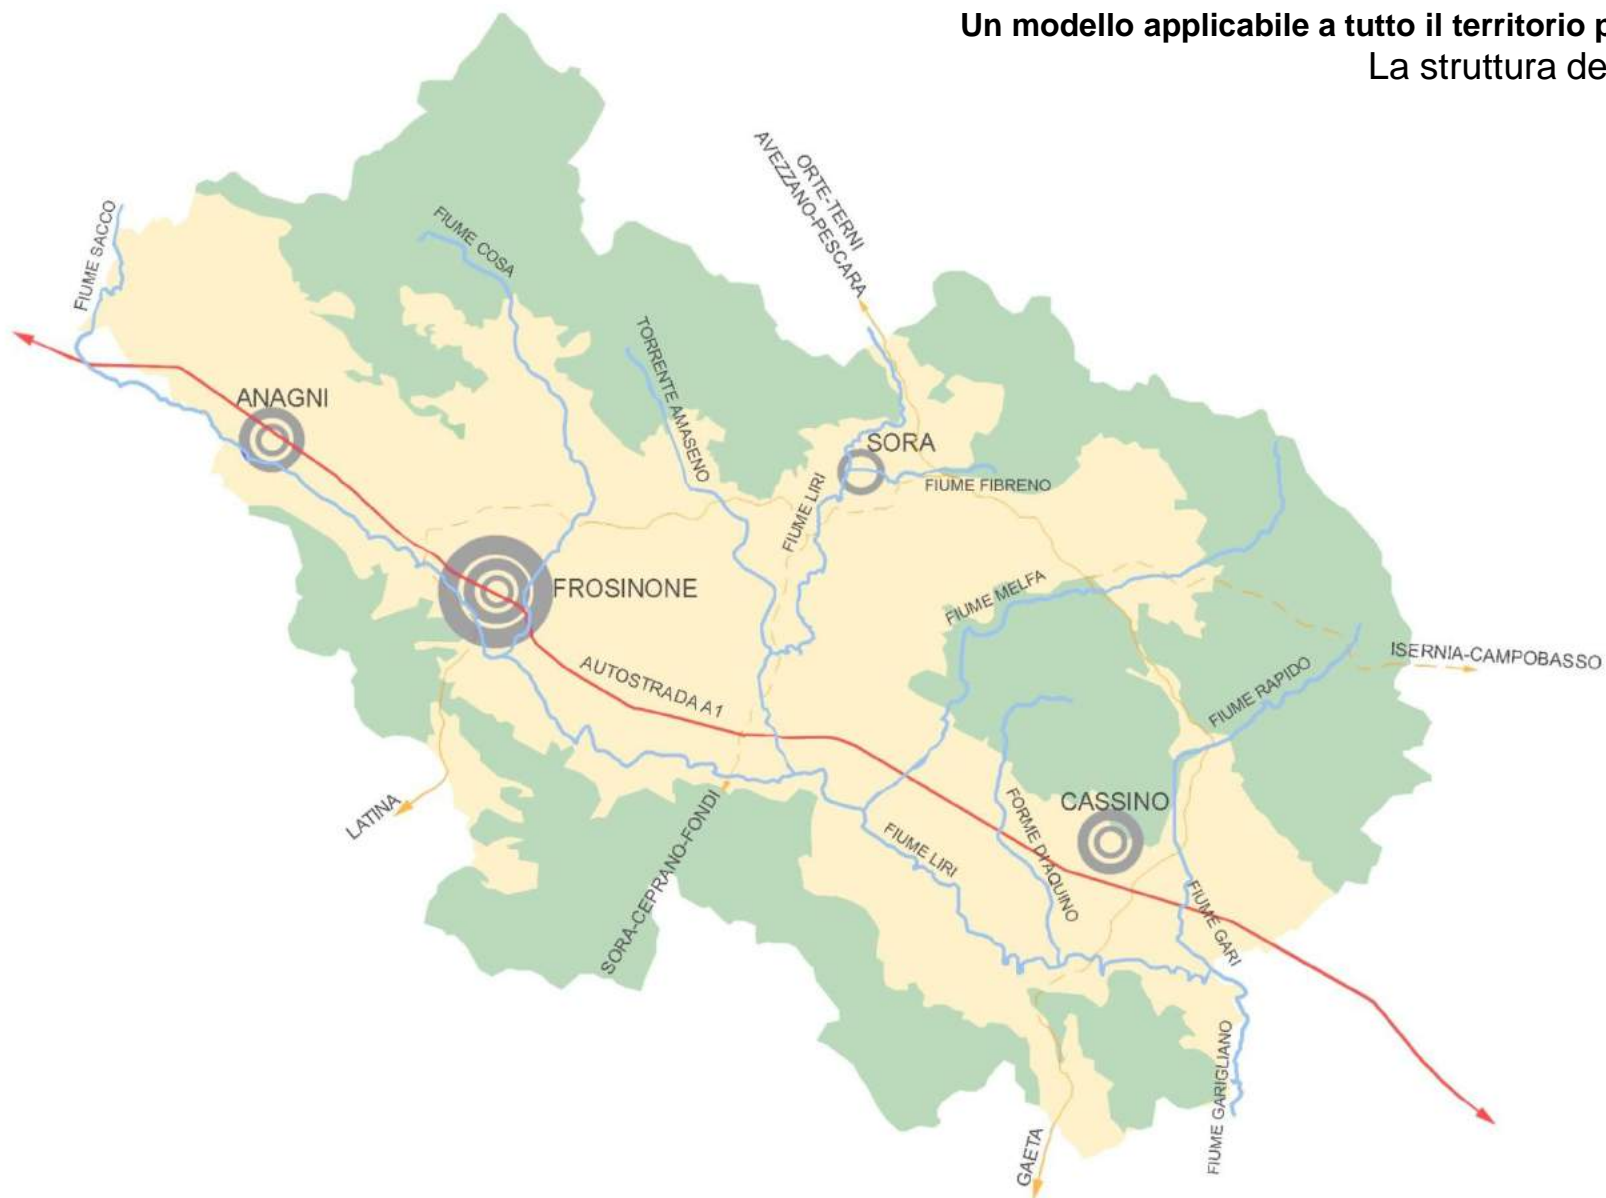 Un modello applicabile a tutto il territorio p
La struttura de
ORTE-TERNI
AVEZZANO-PESCARA
FIUME SACCO
FIUME COSA
TORRENTE AMASENO
ANAGNI
SORA
FIUME LIRI
FIUME FIBRENO
FROSINONE
FIUME MELFA
ISERNIA-CAMPOBASSO
AUTOSTRADA A1
FIUME RAPIDO
LATINA
SORA-CEPRANO-FONDI
CASSINO
FORME DI AQUINO
FIUME LIRI
FIUME GARI
FIUME GARIGLIANO
GAETA